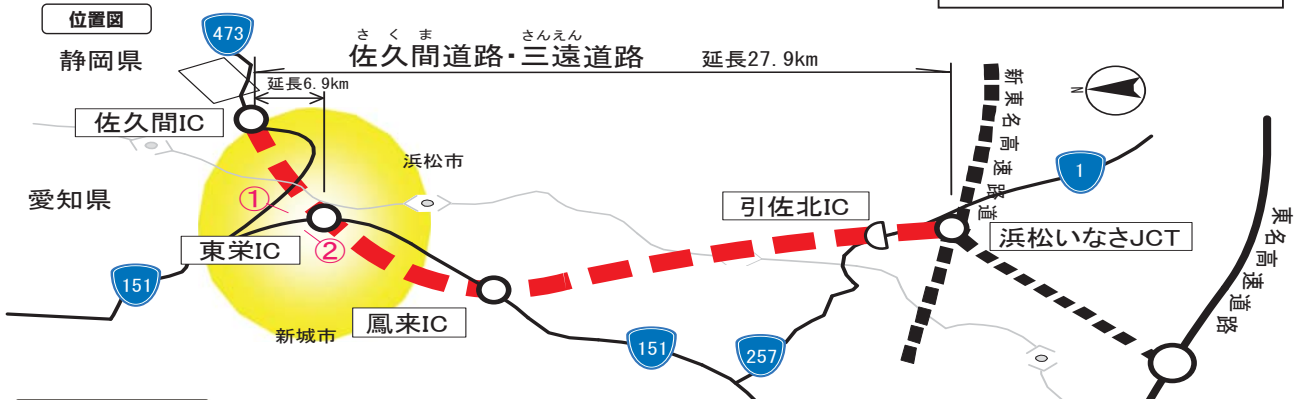 位置図
静岡県
473
さくま さんえん
佐久間道路・三遠道路 延長27.9km
延長6.9km
佐久間IC
新東名高速道路
N
浜松市
愛知県
①
1
引佐北IC
東名高速道路
東栄IC
②
浜松いなさJCT
151
鳳来IC
新城市
151
257